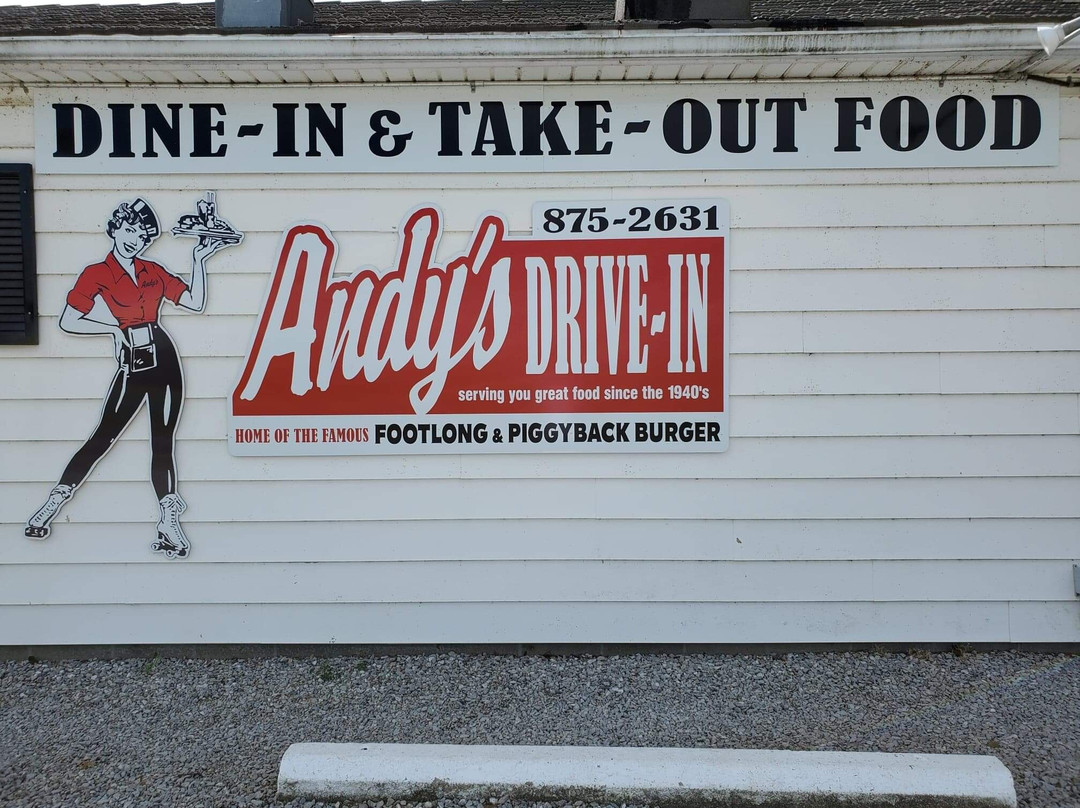 DINE-IN & TAKE-OUT FOOD
875-2631
Andy's DRIVE-IN
serving you great food since the 1940's
HOME OF THE FAMOUS FOOTLONG & PIGGYBACK BURGER
Andy's